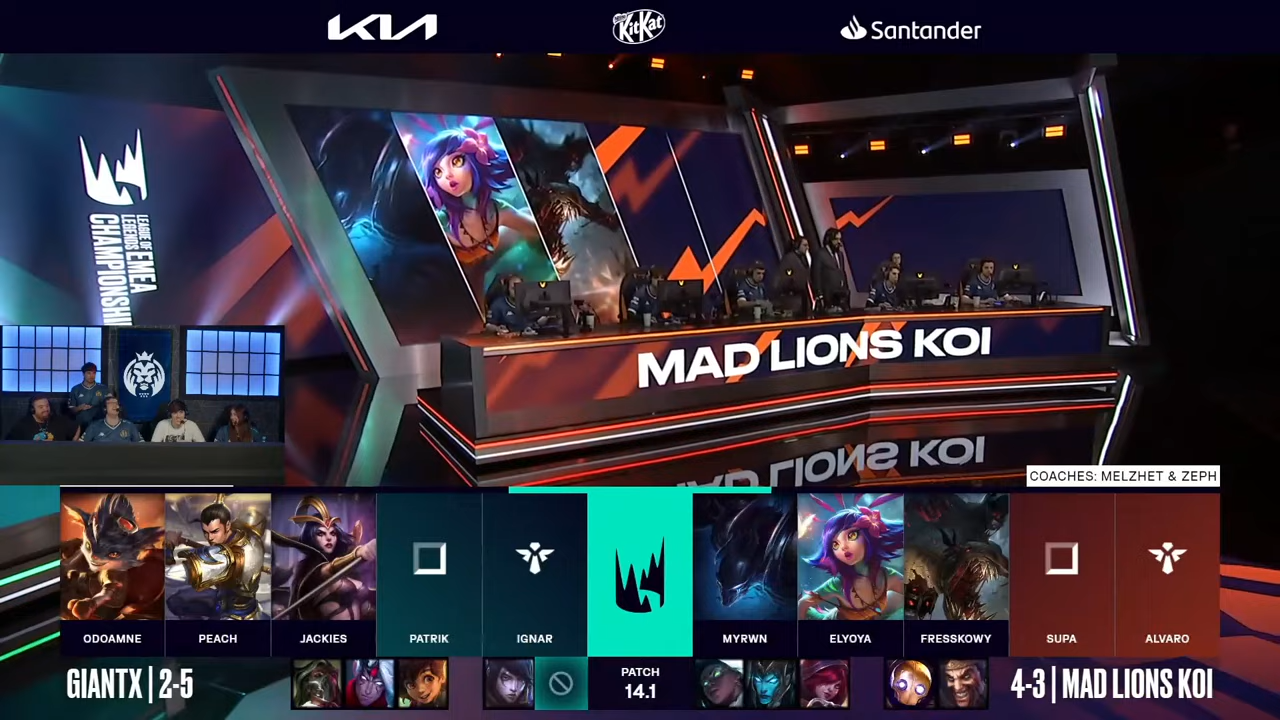 KIA
Nestlé KitKat
Santander
LEAGUE OF
LEGENDS EMEA
CHAMPIONSHIP
MAD LIONS KOI
COACHES: MELZHET & ZEPH
ODOAMNE
PEACH
JACKIES
PATRIK
IGNAR
MYRWN
ELYOYA
FRESSKOWY
SUPA
ALVARO
GIANTX | 2-5
PATCH
14.1
4-3 | MAD LIONS KOI